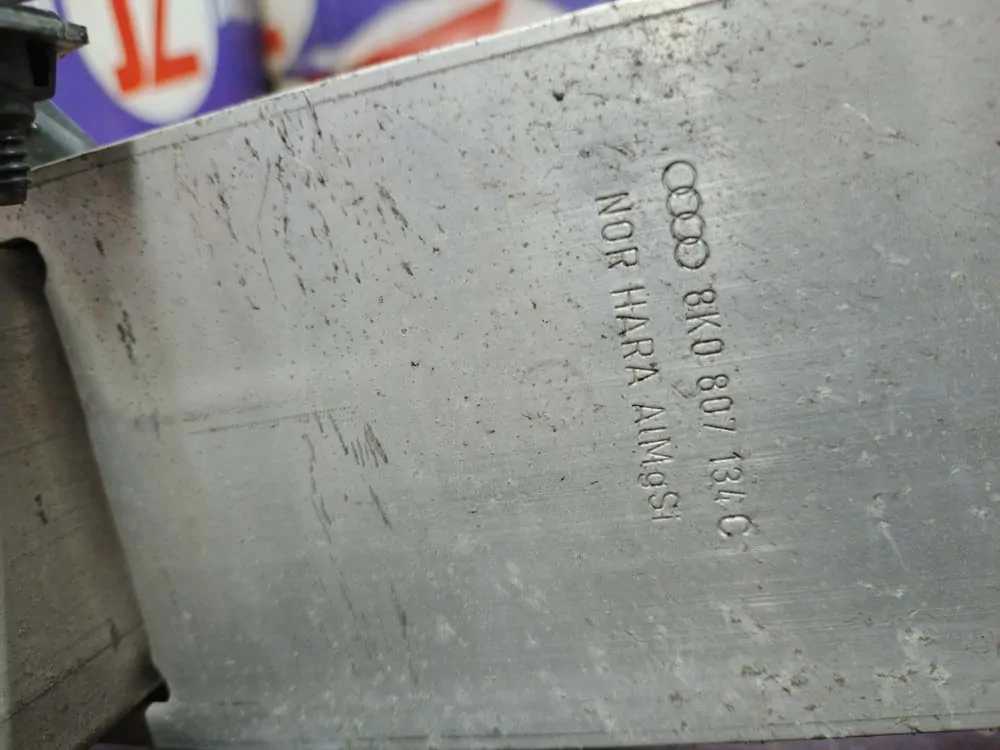 8K0 807 134 C
NOR HARA AlMgSi